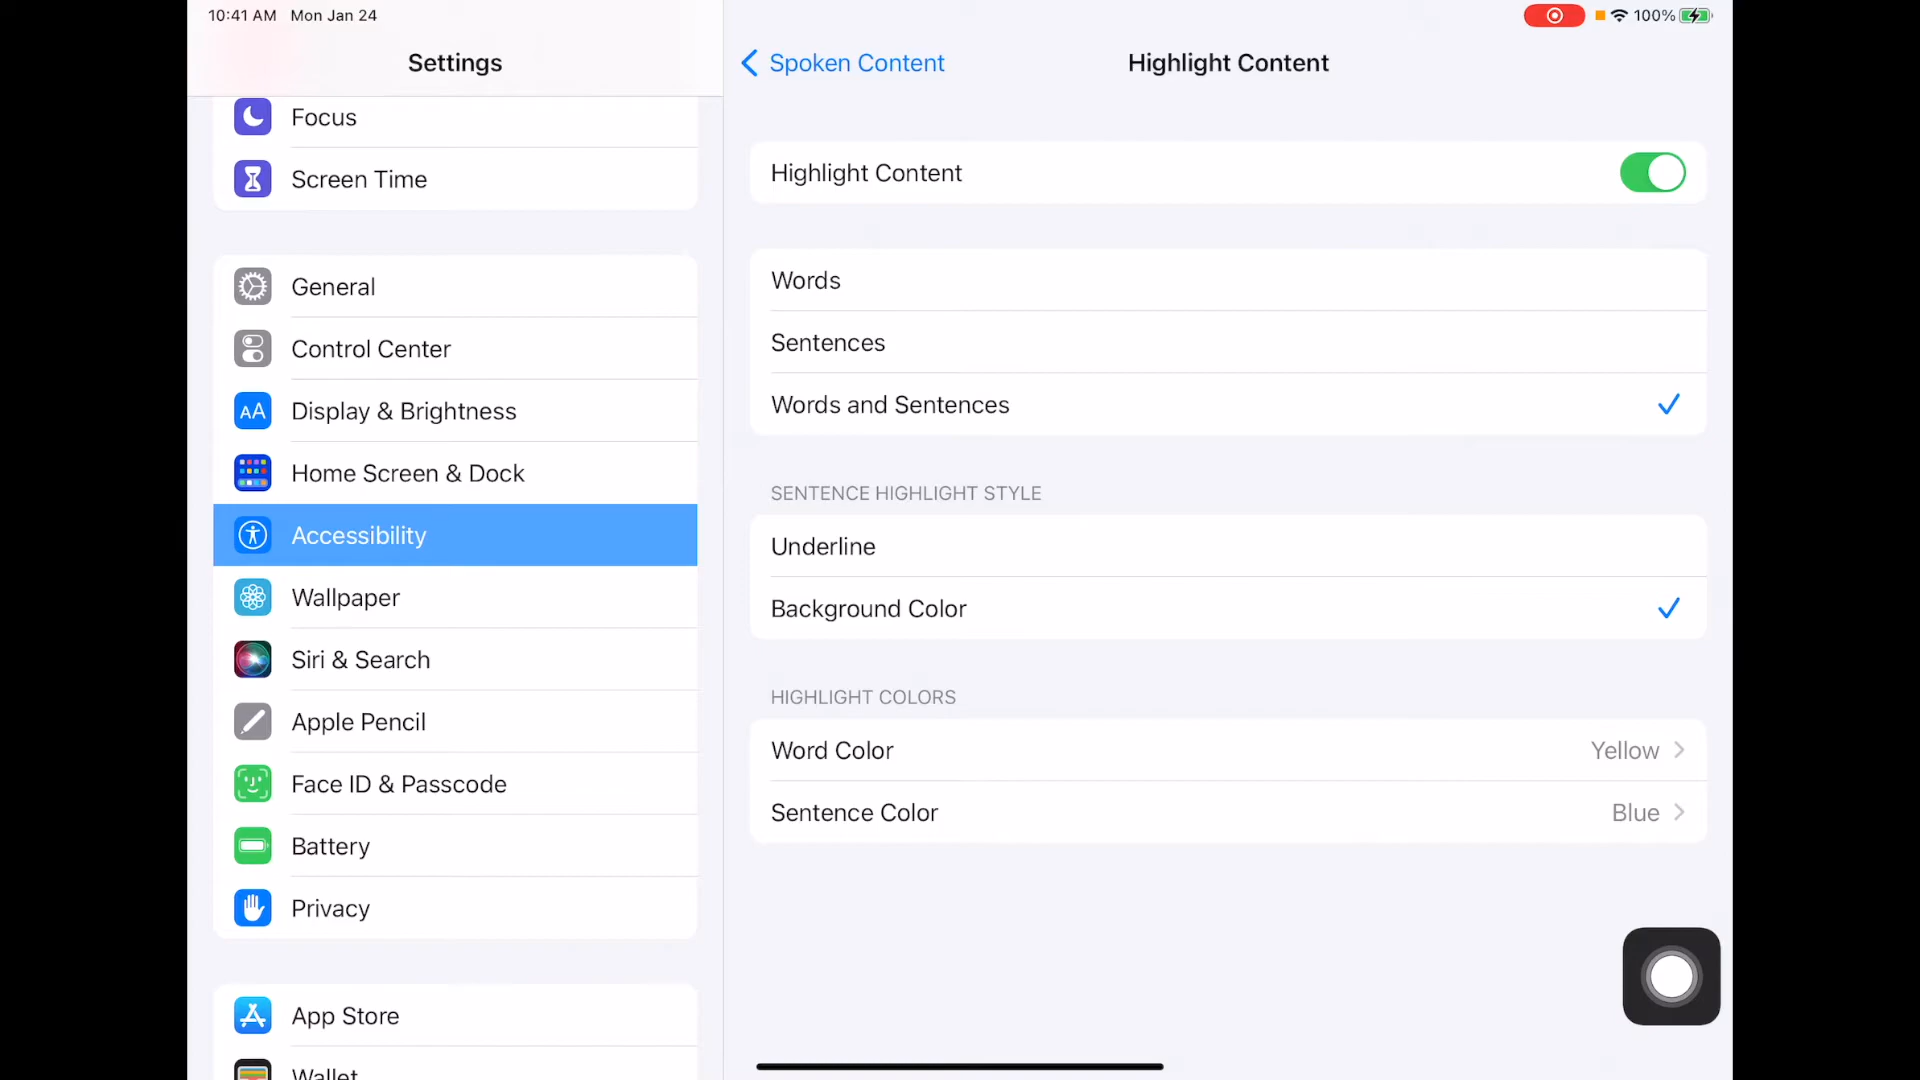 10:41 AM Mon Jan 24
100%
Settings
Focus
Screen Time
General
Control Center
AA Display & Brightness
Home Screen & Dock
Accessibility
Wallpaper
Siri & Search
Apple Pencil
Face ID & Passcode
Battery
Privacy
App Store
Wallet
Spoken Content
Highlight Content
Highlight Content
Words
Sentences
Words and Sentences
SENTENCE HIGHLIGHT STYLE
Underline
Background Color
HIGHLIGHT COLORS
Word Color Yellow
Sentence Color Blue